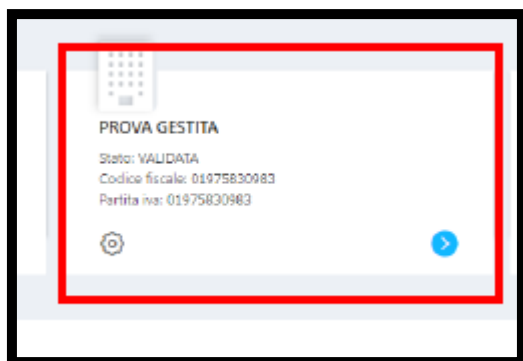 PROVA GESTITA
Stato: VALIDATA
Codice fiscale: 01975830983
Partita iva: 01975830983